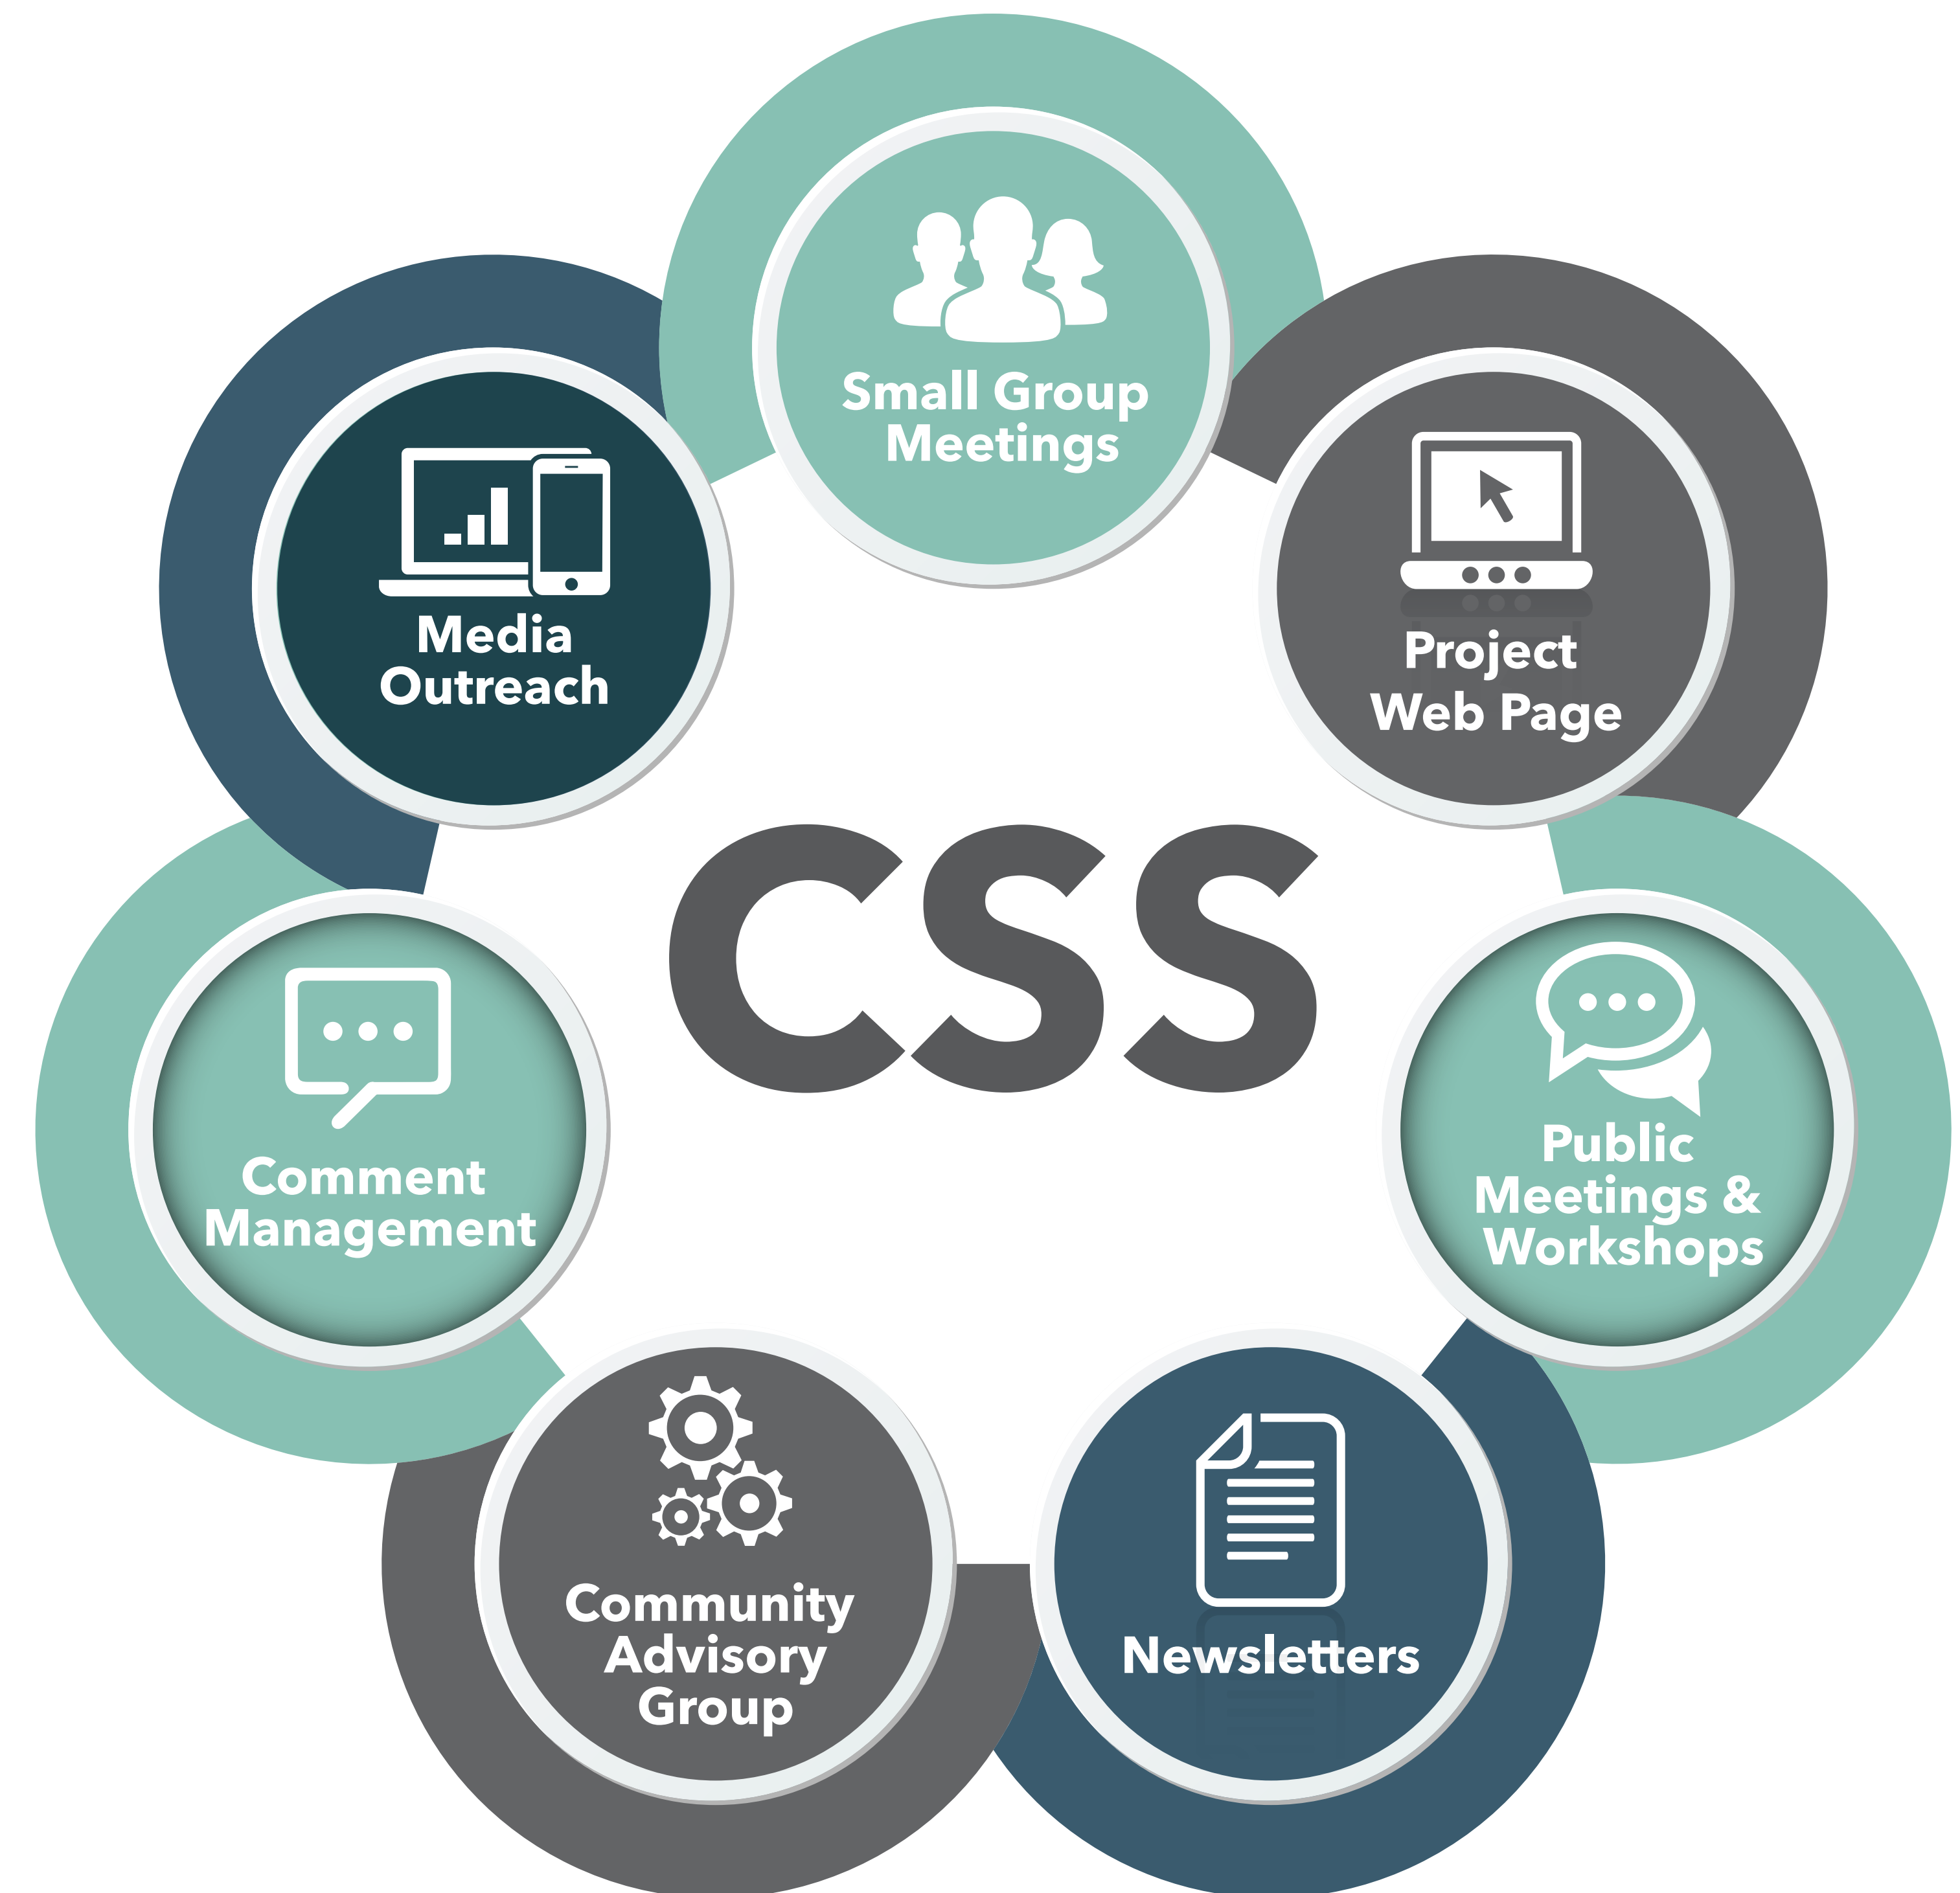 Small Group
Meetings
Project
Web Page
Public
Meetings &
Workshops
Newsletters
Community
Advisory
Group
Comment
Management
Media
Outreach
CSS